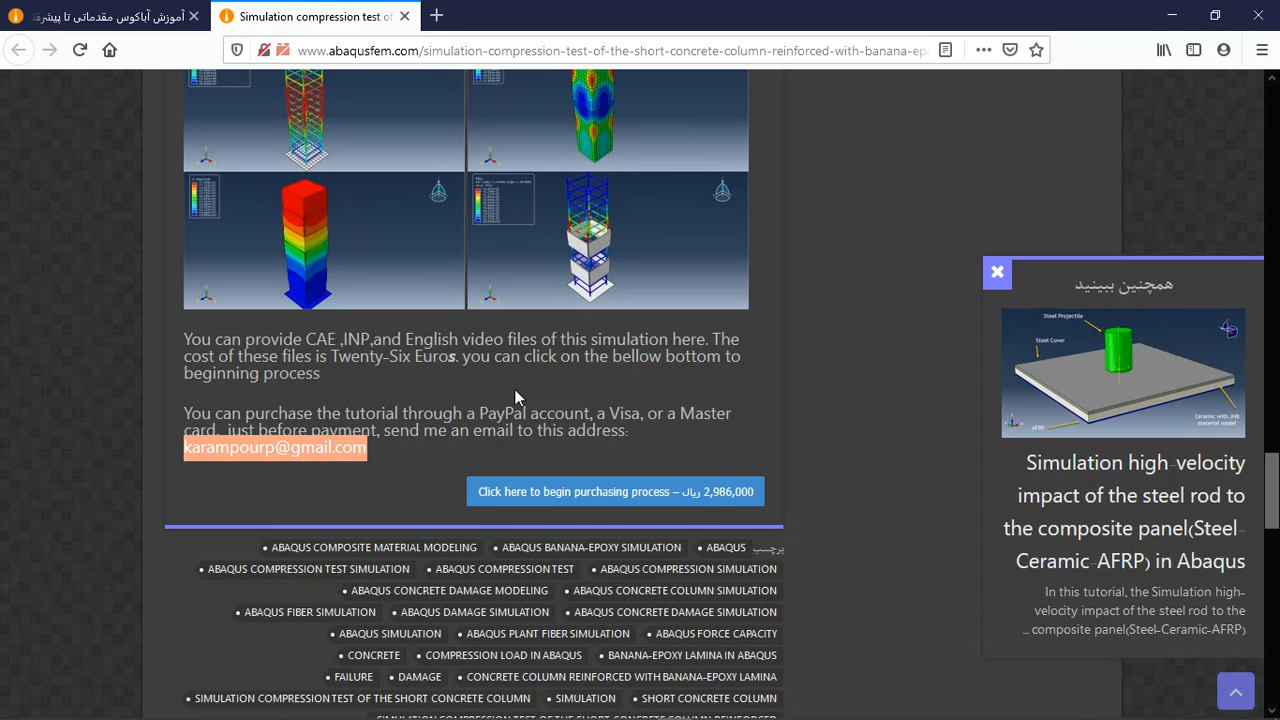 آموزش آباکوس مقدماتی تا پیشرفته
Simulation compression test of
www.abaqusfem.com/simulation-compression-test-of-the-short-concrete-column-reinforced-with-banana-ep
You can provide CAE ,INP,and English video files of this simulation here. The
cost of these files is Twenty-Six Euros. you can click on the bellow bottom to
beginning process
You can purchase the tutorial through a PayPal account, a Visa, or a Master
card, just before payment, send me an email to this address:
karampourp@gmail.com
Click here to begin purchasing process – 2,986,000 ریال
برچسب • ABAQUS • ABAQUS BANANA-EPOXY SIMULATION • ABAQUS COMPOSITE MATERIAL MODELING
• ABAQUS COMPRESSION SIMULATION • ABAQUS COMPRESSION TEST • ABAQUS COMPRESSION TEST SIMULATION
• ABAQUS CONCRETE COLUMN SIMULATION • ABAQUS CONCRETE DAMAGE MODELING
• ABAQUS CONCRETE DAMAGE SIMULATION • ABAQUS DAMAGE SIMULATION • ABAQUS FIBER SIMULATION
• ABAQUS FORCE CAPACITY • ABAQUS PLANT FIBER SIMULATION • ABAQUS SIMULATION
• BANANA-EPOXY LAMINA IN ABAQUS • COMPRESSION LOAD IN ABAQUS • CONCRETE
• CONCRETE COLUMN REINFORCED WITH BANANA-EPOXY LAMINA • DAMAGE • FAILURE
• SHORT CONCRETE COLUMN • SIMULATION • SIMULATION COMPRESSION TEST OF THE SHORT CONCRETE COLUMN
SIMULATION COMPRESSION TEST OF THE SHORT CONCRETE COLUMN REINFORCED
همچنین ببینید
Steel Projectile
Steel Cover
Ceramic with JHB
material model
AFRP
Simulation high-velocity
impact of the steel rod to
the composite panel(Steel-
Ceramic-AFRP) in Abaqus
In this tutorial, the Simulation high-
velocity impact of the steel rod to the
composite panel(Steel-Ceramic-AFRP)
...